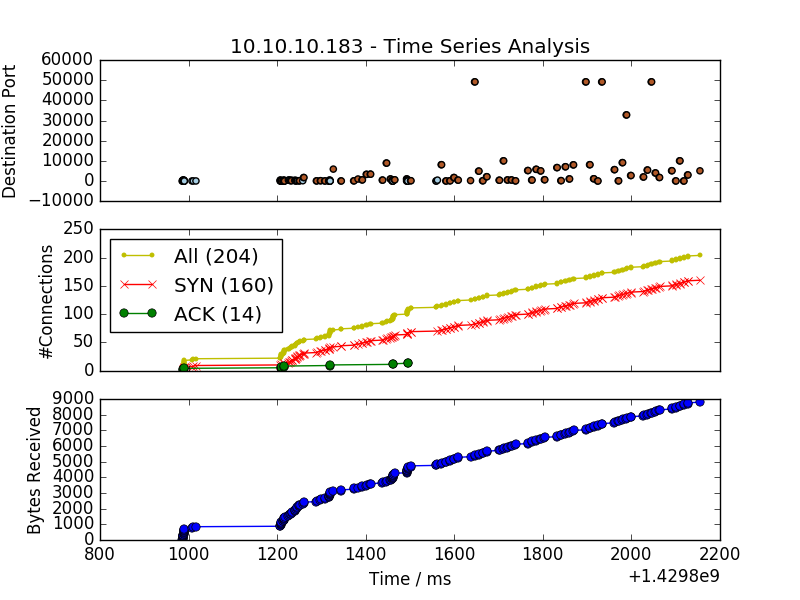 10.10.10.183 - Time Series Analysis
Destination Port
60000
50000
40000
30000
20000
10000
0
−10000
#Connections
250
200
150
100
50
0
All (204)
SYN (160)
ACK (14)
Bytes Received
9000
8000
7000
6000
5000
4000
3000
2000
1000
0
800 1000 1200 1400 1600 1800 2000 2200
Time / ms
+1.4298e9